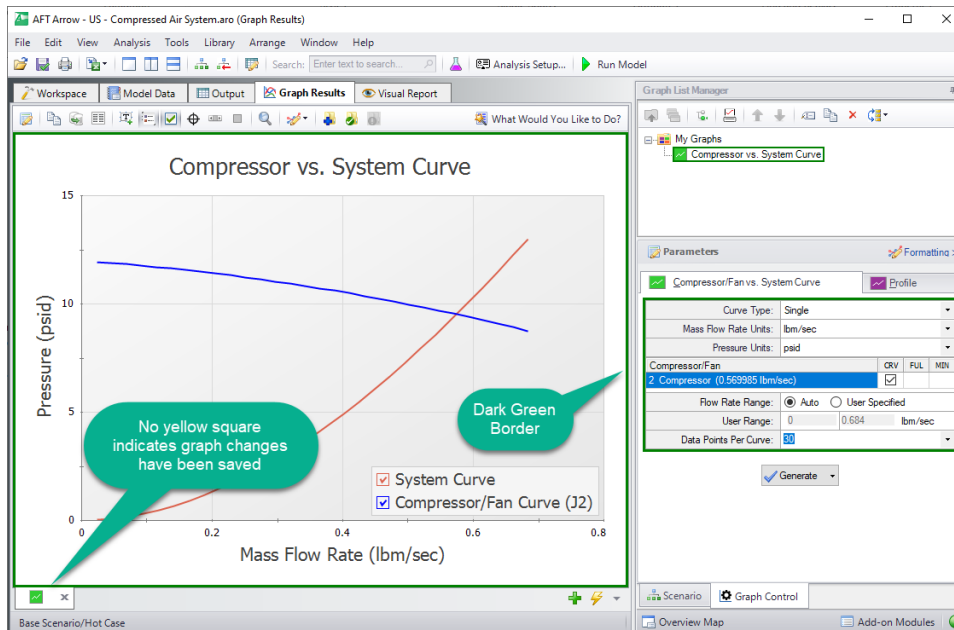 AFT Arrow - US - Compressed Air System.aro (Graph Results)
File Edit View Analysis Tools Library Arrange Window Help
Search: Enter text to search... Analysis Setup... Run Model
Workspace Model Data Output Graph Results Visual Report
What Would You Like to Do?
Compressor vs. System Curve
15
10
5
0
Pressure (psid)
0 0.2 0.4 0.6 0.8
Mass Flow Rate (lbm/sec)
System Curve
Compressor/Fan Curve (J2)
No yellow square
indicates graph changes
have been saved
Dark Green
Border
Graph List Manager
My Graphs
Compressor vs. System Curve
Parameters Formatting
Compressor/Fan vs. System Curve Profile
Curve Type: Single
Mass Flow Rate Units: lbm/sec
Pressure Units: psid
Compressor/Fan CRV FUL MIN
2 Compressor (0.569985 lbm/sec)
Flow Rate Range: Auto User Specified
User Range: 0 0.684 lbm/sec
Data Points Per Curve: 30
Generate
Scenario Graph Control
Base Scenario/Hot Case
Overview Map Add-on Modules